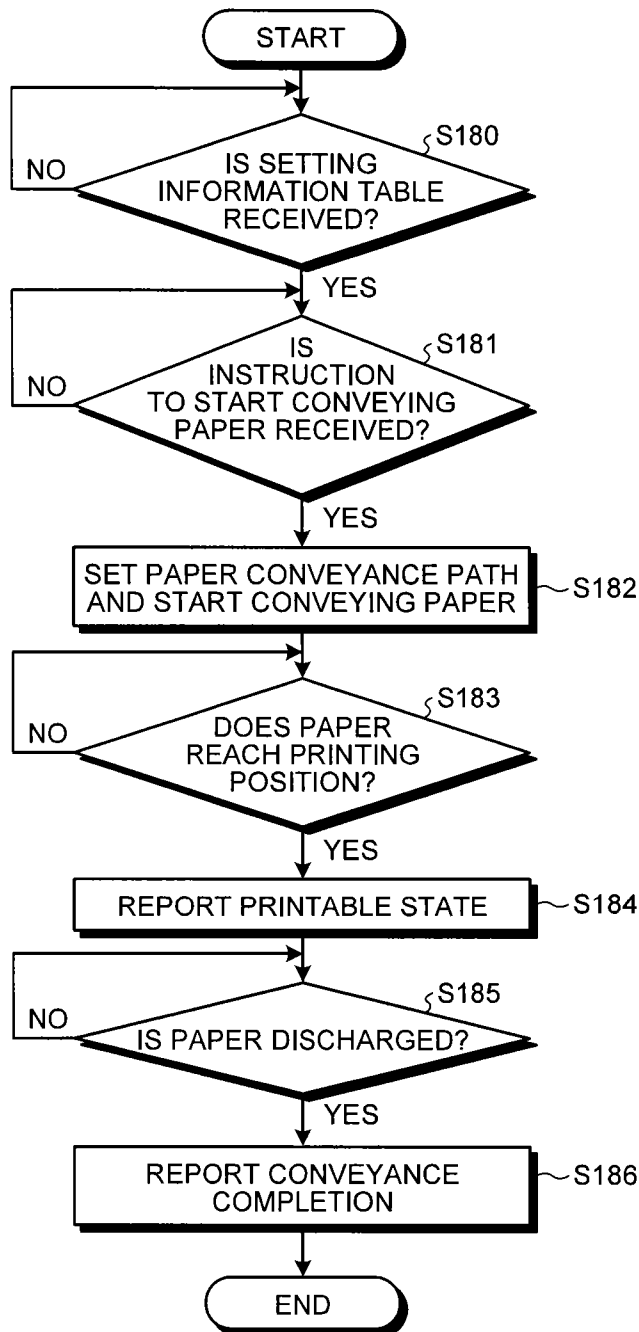 START
S180
NO
IS SETTING
INFORMATION TABLE
RECEIVED?
YES
S181
NO
IS
INSTRUCTION
TO START CONVEYING
PAPER RECEIVED?
YES
SET PAPER CONVEYANCE PATH
AND START CONVEYING PAPER
S182
S183
NO
DOES PAPER
REACH PRINTING
POSITION?
YES
REPORT PRINTABLE STATE
S184
S185
NO
IS PAPER DISCHARGED?
YES
REPORT CONVEYANCE
COMPLETION
S186
END